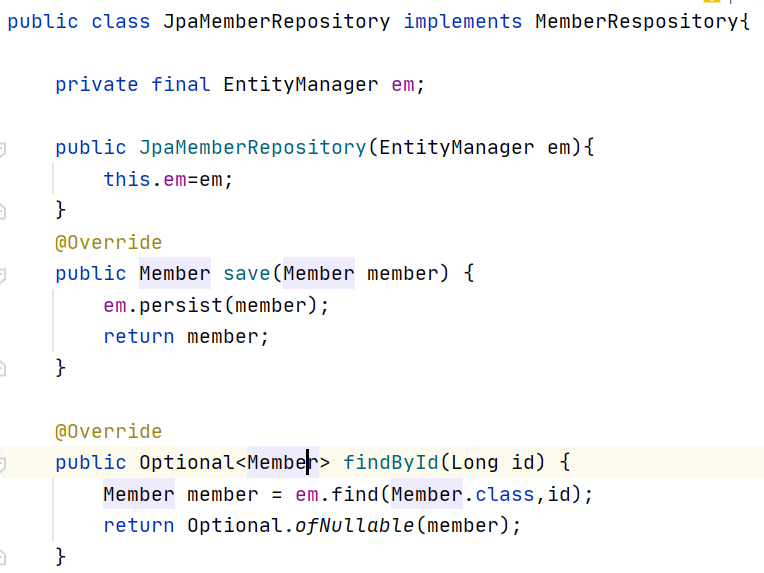 public class JpaMemberRepository implements MemberRespository{
private final EntityManager em;
public JpaMemberRepository(EntityManager em){
this.em=em;
}
@Override
public Member save(Member member) {
em.persist(member);
return member;
}
@Override
public Optional<Member> findById(Long id) {
Member member = em.find(Member.class,id);
return Optional.ofNullable(member);
}